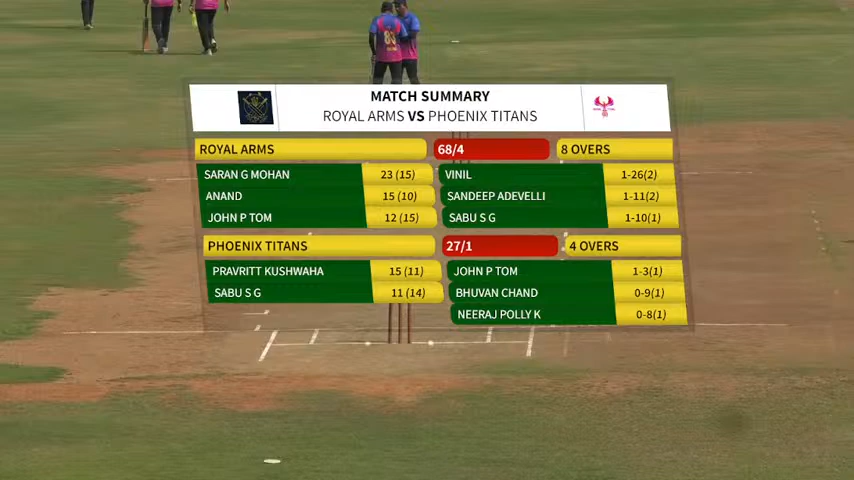 MATCH SUMMARY
ROYAL ARMS VS PHOENIX TITANS
ROYAL ARMS 68/4 8 OVERS
SARAN G MOHAN 23 (15) VINIL 1-26(2)
ANAND 15 (10) SANDEEP ADEVELLI 1-11(2)
JOHN P TOM 12 (15) SABU S G 1-10(1)
PHOENIX TITANS 27/1 4 OVERS
PRAVRITT KUSHWAHA 15 (11) JOHN P TOM 1-3(1)
SABU S G 11 (14) BHUVAN CHAND 0-9(1)
NEERAJ POLLY K 0-8(1)